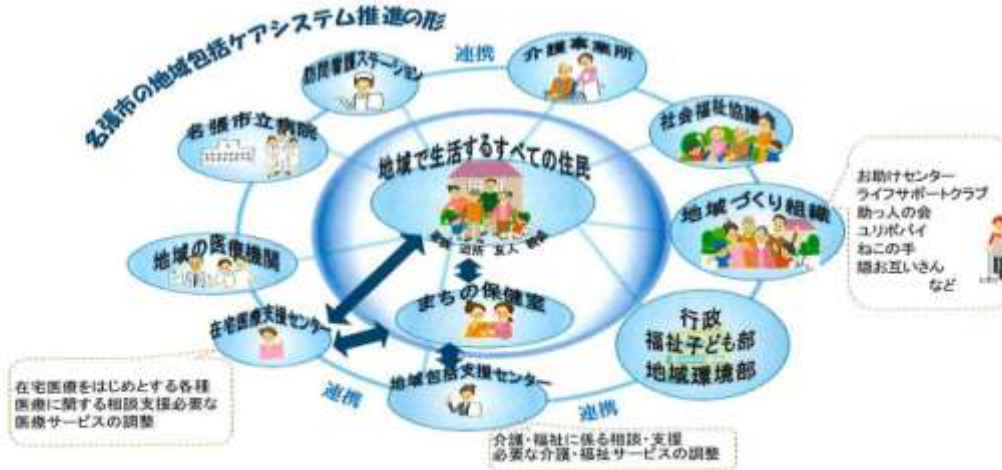 名張市の地域包括ケアシステム推進の形
訪問看護ステーション
連携
介護事業所
名張市立病院
社会福祉協議会
地域で生活するすべての住民
地域づくり組織
お助けセンター
ライフサポートクラブ
助っ人の会
ユリポパイ
ねこの手
隠お互いさん
など
近所 友人
地域の医療機関
まちの保健室
在宅医療支援センター
行政
福祉子ども部
地域環境部
地域包括支援センター
連携
連携
在宅医療をはじめとする各種
医療に関する相談支援必要な
医療サービスの調整
介護・福祉に係る相談・支援
必要な介護・福祉サービスの調整